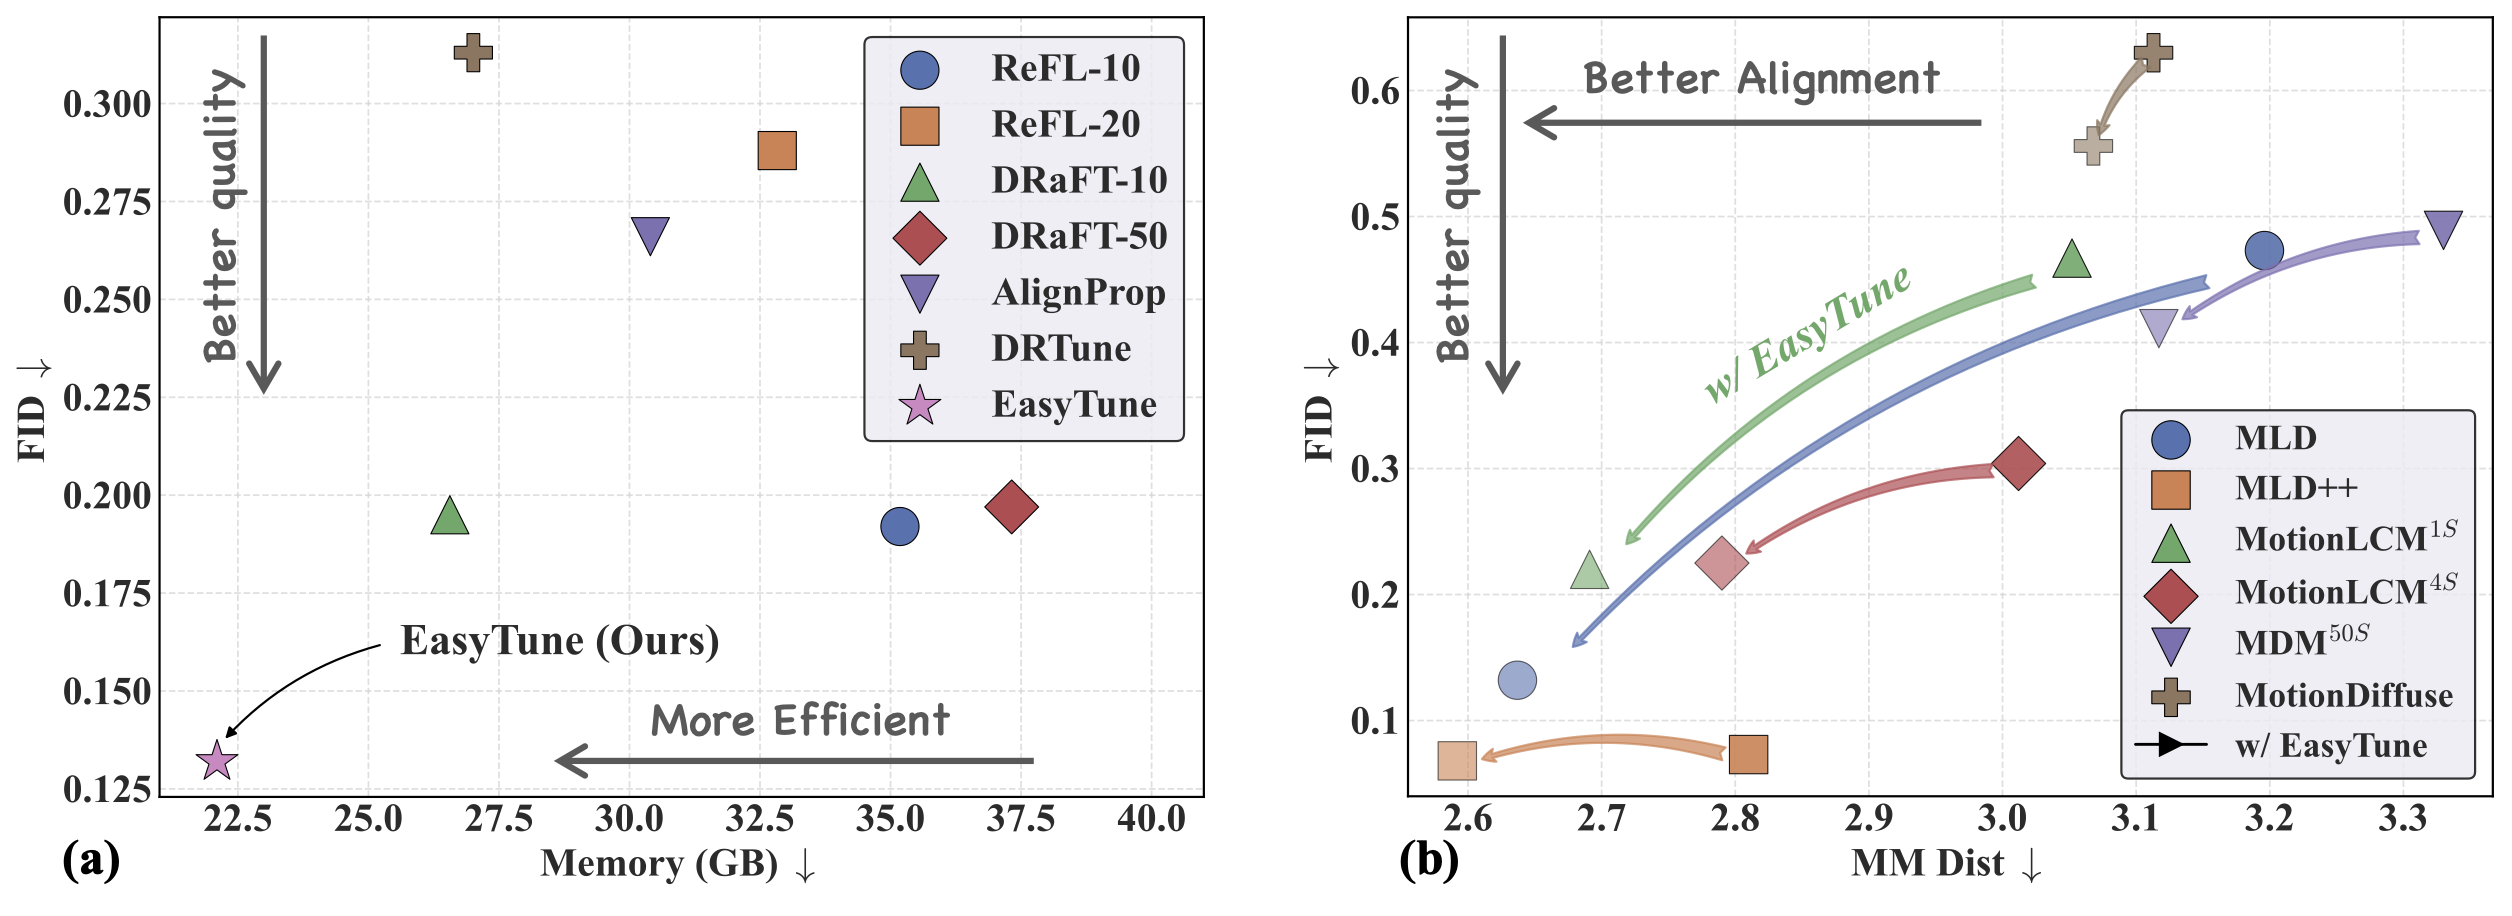 0.300
0.275
0.250
0.225
0.200
0.175
0.150
0.125
FID ↓
Better quality
ReFL-10
ReFL-20
DRaFT-10
DRaFT-50
AlignProp
DRTune
EasyTune
EasyTune (Ours)
More Efficient
22.5 25.0 27.5 30.0 32.5 35.0 37.5 40.0
Memory (GB) ↓
(a)
0.6
0.5
0.4
0.3
0.2
0.1
FID ↓
Better quality
Better Alignment
w/ EasyTune
MLD
MLD++
MotionLCM¹ˢ
MotionLCM⁴ˢ
MDM⁵⁰ˢ
MotionDiffuse
w/ EasyTune
2.6 2.7 2.8 2.9 3.0 3.1 3.2 3.3
MM Dist ↓
(b)